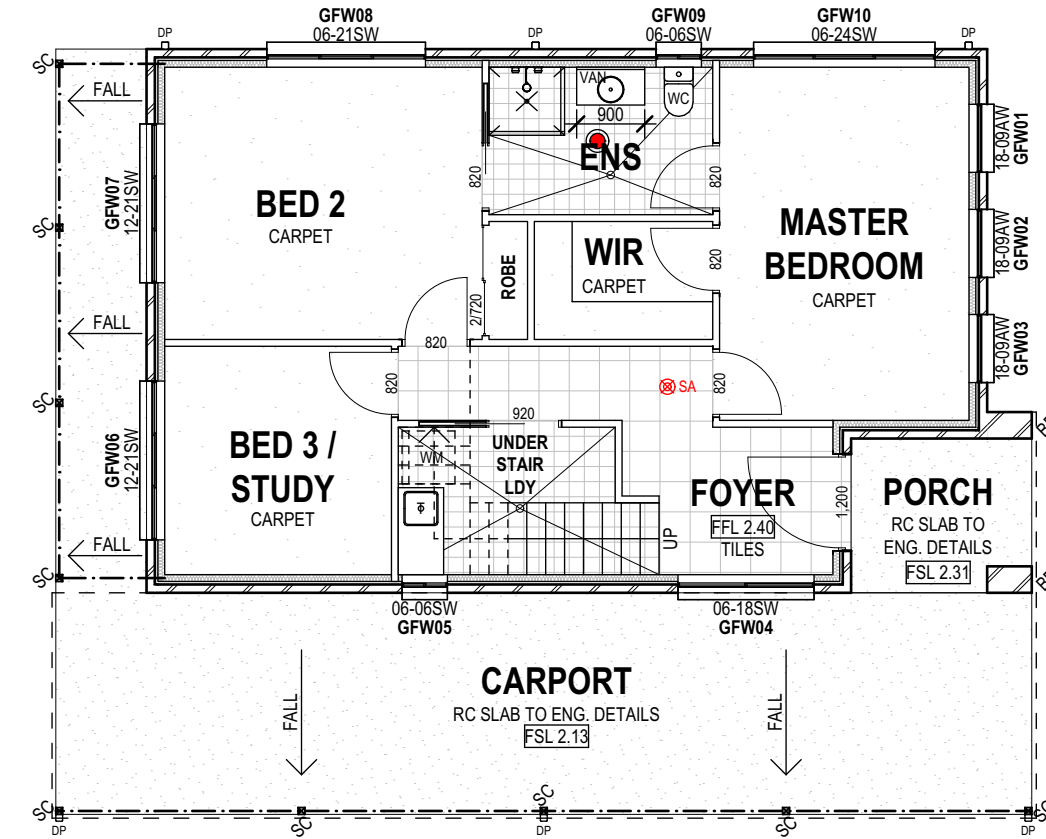 GFW08
06-21SW
GFW09
06-06SW
GFW10
06-24SW
DP
DP
DP
SC
FALL
VAN
WC
900
18-09AW
GFW01
ENS
820
820
GFW07
12-21SW
BED 2
CARPET
SC
MASTER
BEDROOM
CARPET
18-09AW
GFW02
WIR
CARPET
820
ROBE
2/720
FALL
820
18-09AW
GFW03
SC
820
SA
820
920
GFW06
12-21SW
BED 3 /
STUDY
CARPET
WM
UNDER
STAIR
LDY
UP
FOYER
FFL 2.40
TILES
1,200
PORCH
RC SLAB TO
ENG. DETAILS
FSL 2.31
FALL
SC
06-06SW
GFW05
06-18SW
GFW04
CARPORT
RC SLAB TO ENG. DETAILS
FSL 2.13
FALL
FALL
SC
DP
SC
SC
DP
SC
SC
DP